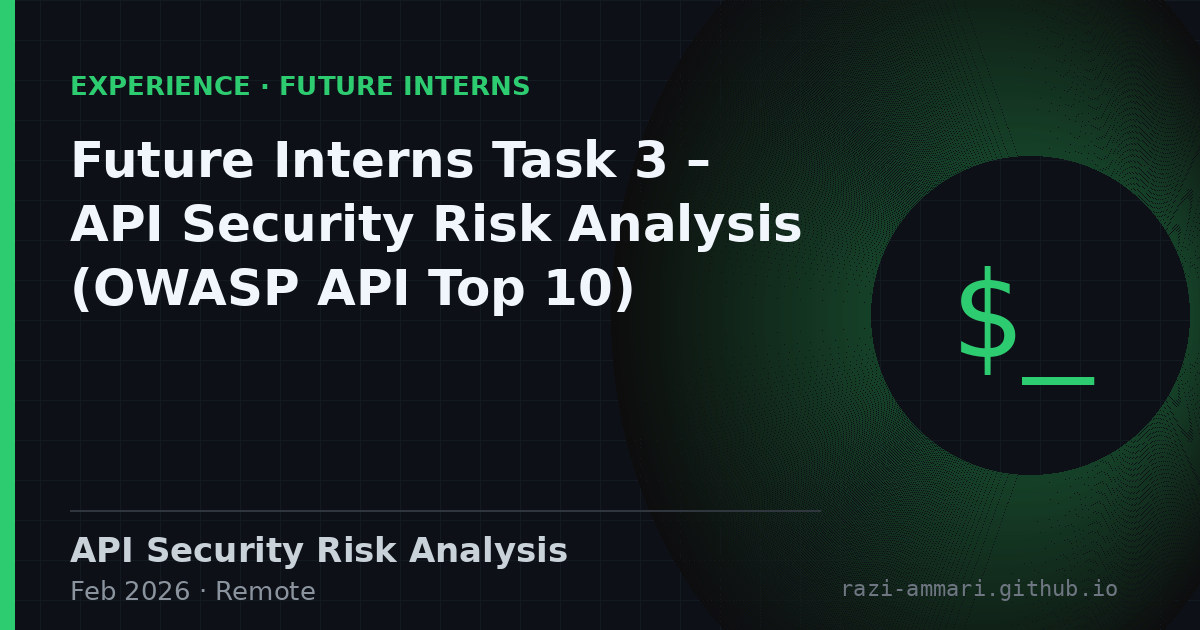 EXPERIENCE · FUTURE INTERNS
Future Interns Task 3 –
API Security Risk Analysis
(OWASP API Top 10)
$_
API Security Risk Analysis
Feb 2026 · Remote
razi-ammari.github.io